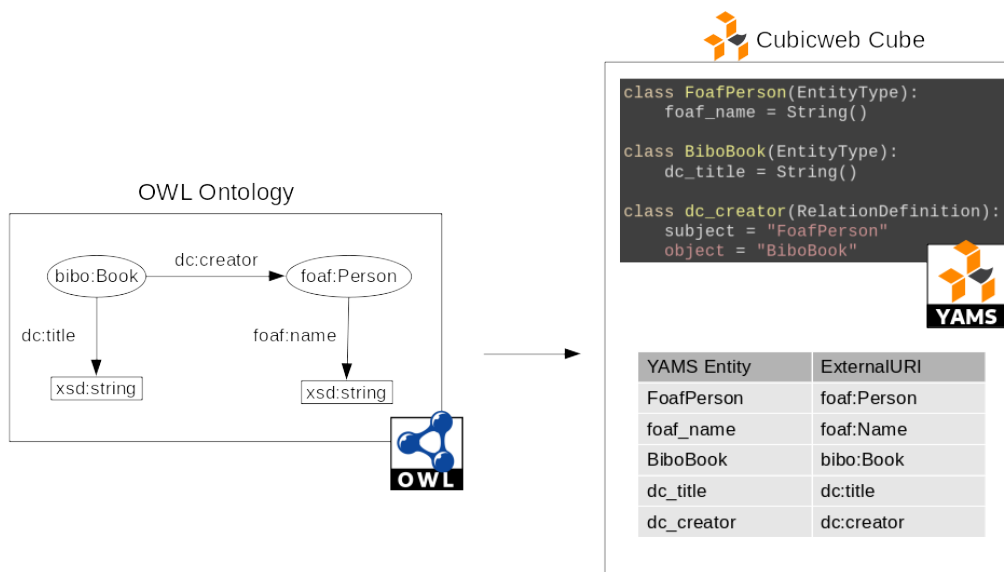 Cubicweb Cube
class FoafPerson(EntityType):
    foaf_name = String()
class BiboBook(EntityType):
    dc_title = String()
class dc_creator(RelationDefinition):
    subject = "FoafPerson"
    object = "BiboBook"
YAMS
OWL Ontology
bibo:Book
dc:creator
foaf:Person
dc:title
foaf:name
xsd:string
xsd:string
OWL
YAMS Entity ExternalURI
FoafPerson foaf:Person
foaf_name foaf:Name
BiboBook bibo:Book
dc_title dc:title
dc_creator dc:creator